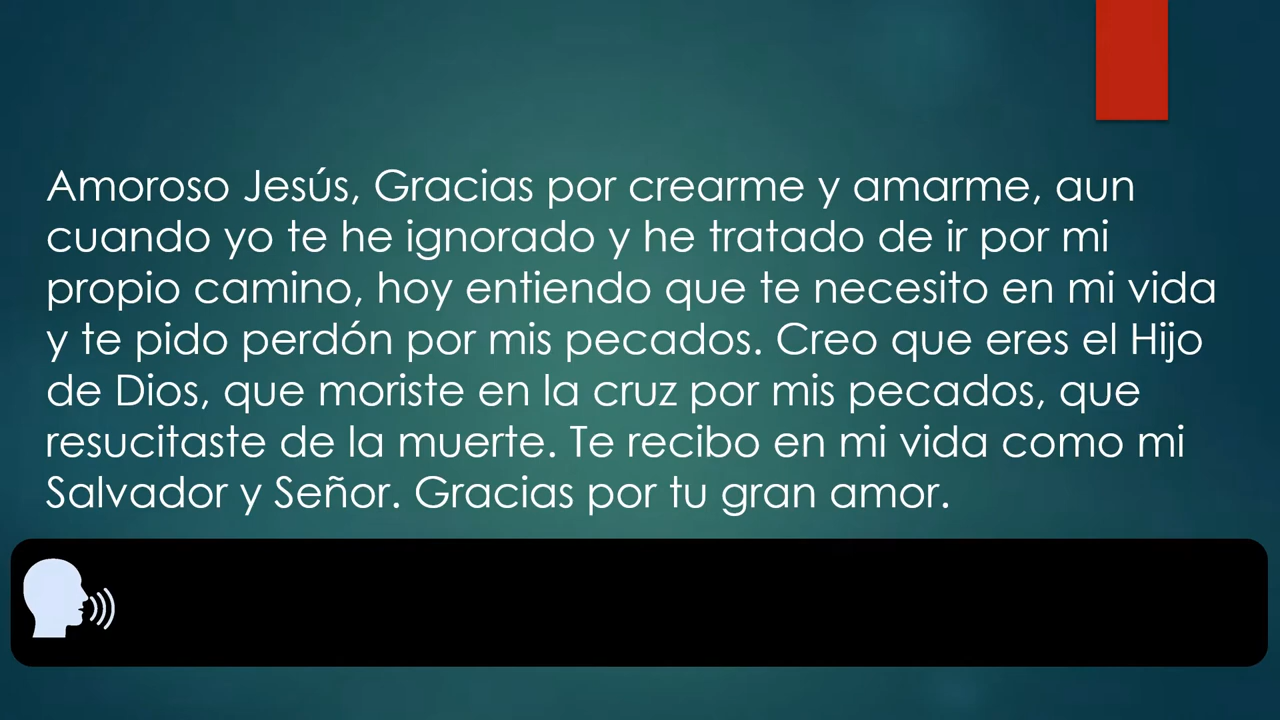 Amoroso Jesús, Gracias por crearme y amarme, aun
cuando yo te he ignorado y he tratado de ir por mi
propio camino, hoy entiendo que te necesito en mi vida
y te pido perdón por mis pecados. Creo que eres el Hijo
de Dios, que moriste en la cruz por mis pecados, que
resucitaste de la muerte. Te recibo en mi vida como mi
Salvador y Señor. Gracias por tu gran amor.